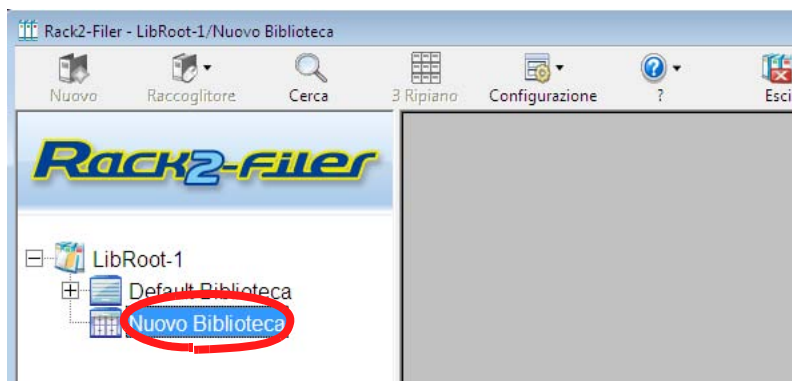 Rack2-Filer - LibRoot-1/Nuovo Biblioteca
Nuovo Raccoglitore Cerca 3 Ripiano Configurazione ? Esci
Rack2-Filer
LibRoot-1
Default Biblioteca
Nuovo Biblioteca